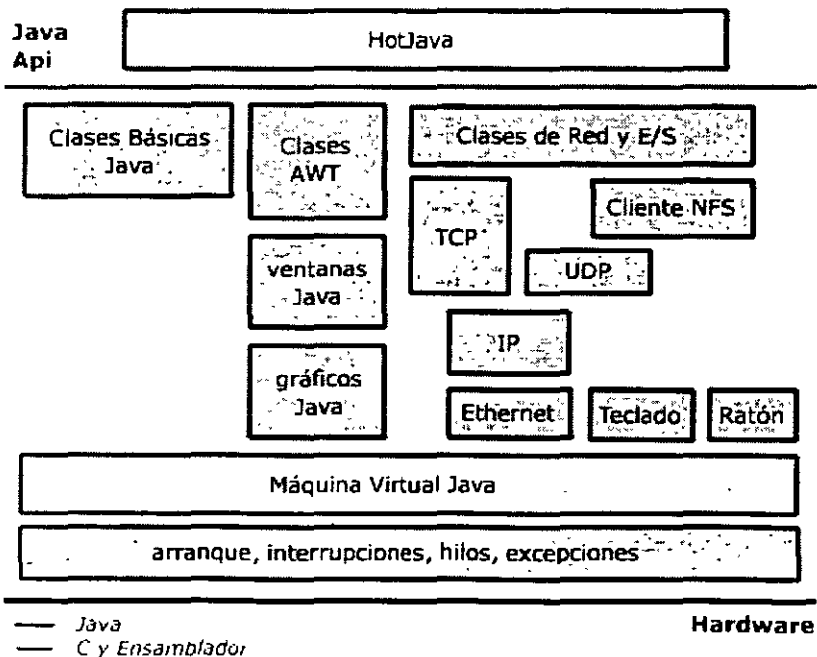 Java
Api
HotJava
Clases Básicas
Java
Clases
AWT
Clases de Red y E/S
TCP
Cliente NFS
UDP
ventanas
Java
IP
gráficos
Java
Ethernet
Teclado
Ratón
Máquina Virtual Java
arranque, interrupciones, hilos, excepciones
Hardware
Java
C y Ensamblador